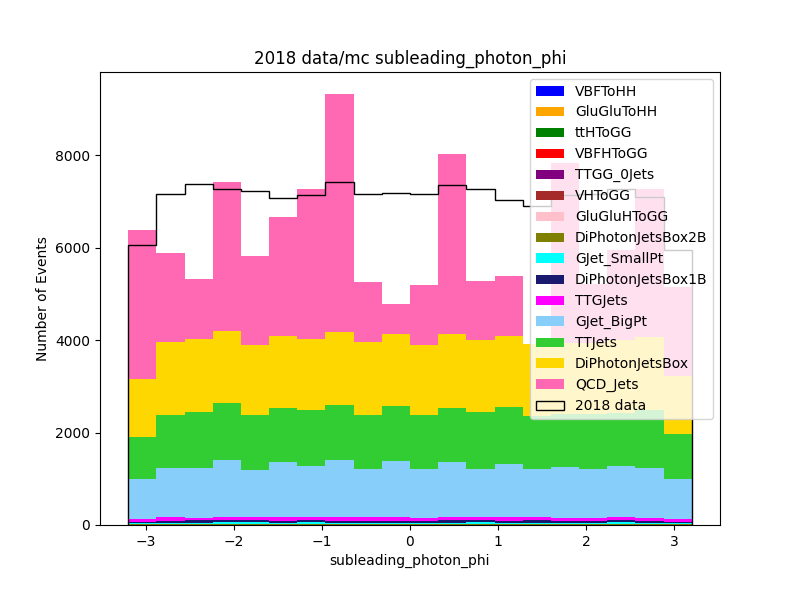 2018 data/mc subleading_photon_phi
Number of Events
8000
6000
4000
2000
0
−3
−2
−1
0
1
2
3
subleading_photon_phi
VBFToHH
GluGluToHH
ttHToGG
VBFHToGG
TTGG_0Jets
VHToGG
GluGluHToGG
DiPhotonJetsBox2B
GJet_SmallPt
DiPhotonJetsBox1B
TTGJets
GJet_BigPt
TTJets
DiPhotonJetsBox
QCD_Jets
2018 data